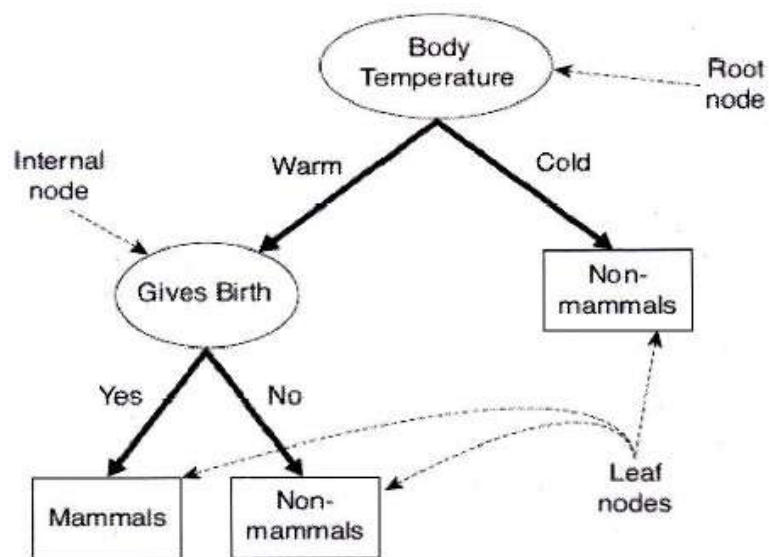 Body
Temperature
Root
node
Internal
node
Warm
Cold
Gives Birth
Non-
mammals
Yes
No
Mammals
Non-
mammals
Leaf
nodes